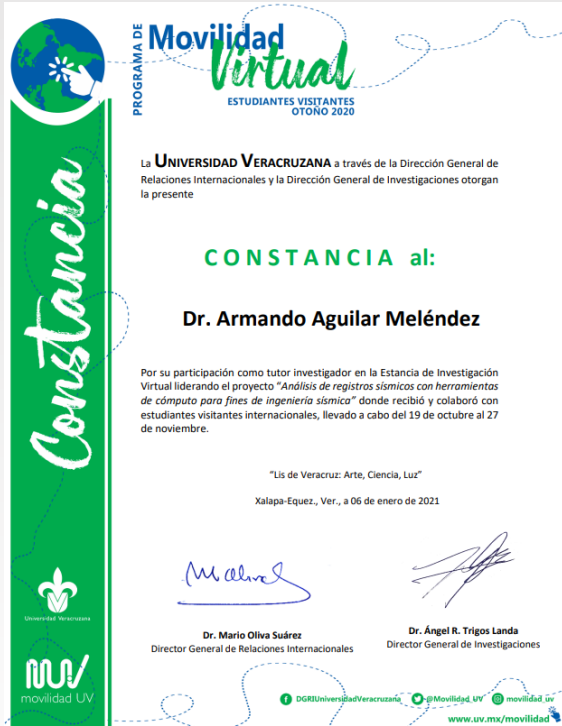 PROGRAMA DE
Movilidad
Virtual
ESTUDIANTES VISITANTES
OTOÑO 2020
Constancia
La UNIVERSIDAD VERACRUZANA a través de la Dirección General de
Relaciones Internacionales y la Dirección General de Investigaciones otorgan
la presente
CONSTANCIA al:
Dr. Armando Aguilar Meléndez
Por su participación como tutor investigador en la Estancia de Investigación
Virtual liderando el proyecto "Análisis de registros sísmicos con herramientas
de cómputo para fines de ingeniería sísmica" donde recibió y colaboró con
estudiantes visitantes internacionales, llevado a cabo del 19 de octubre al 27
de noviembre.
"Lis de Veracruz: Arte, Ciencia, Luz"
Xalapa-Equez., Ver., a 06 de enero de 2021
Dr. Mario Oliva Suárez
Director General de Relaciones Internacionales
Dr. Ángel R. Trigos Landa
Director General de Investigaciones
Universidad Veracruzana
MUV
movilidad UV
DGRIUniversidadVeracruzana @Movilidad_UV movilidad_uv
www.uv.mx/movilidad